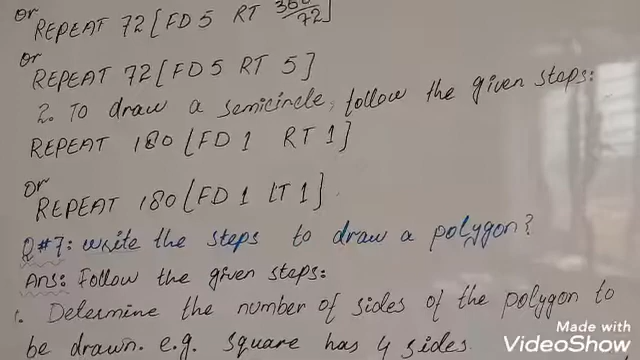 or
REPEAT 72 [FD 5 RT 360/72]
or
REPEAT 72 [FD 5 RT 5]
2. To draw a semicircle, follow the given steps:
REPEAT 180 [FD 1 RT 1]
or
REPEAT 180 [FD 1 LT 1]
Q#7: write the steps to draw a polygon?
Ans: Follow the given steps:
1. Determine the number of sides of the polygon to
be drawn. e.g. square has 4 sides.
Made with
VideoShow